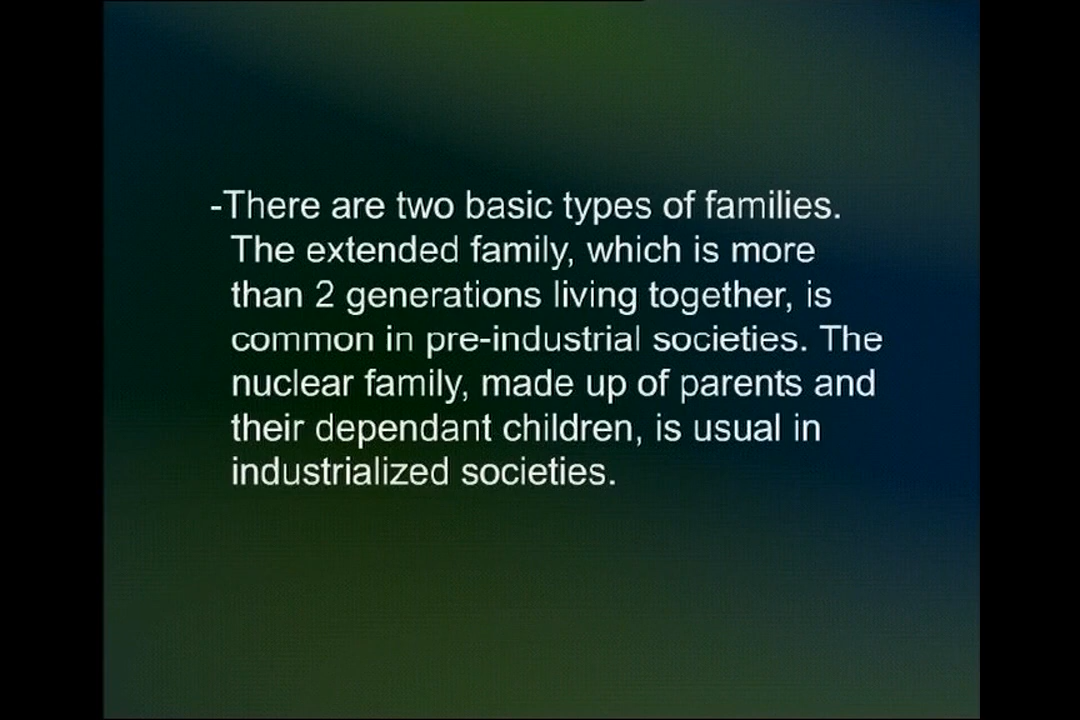 -There are two basic types of families.
The extended family, which is more
than 2 generations living together, is
common in pre-industrial societies. The
nuclear family, made up of parents and
their dependant children, is usual in
industrialized societies.